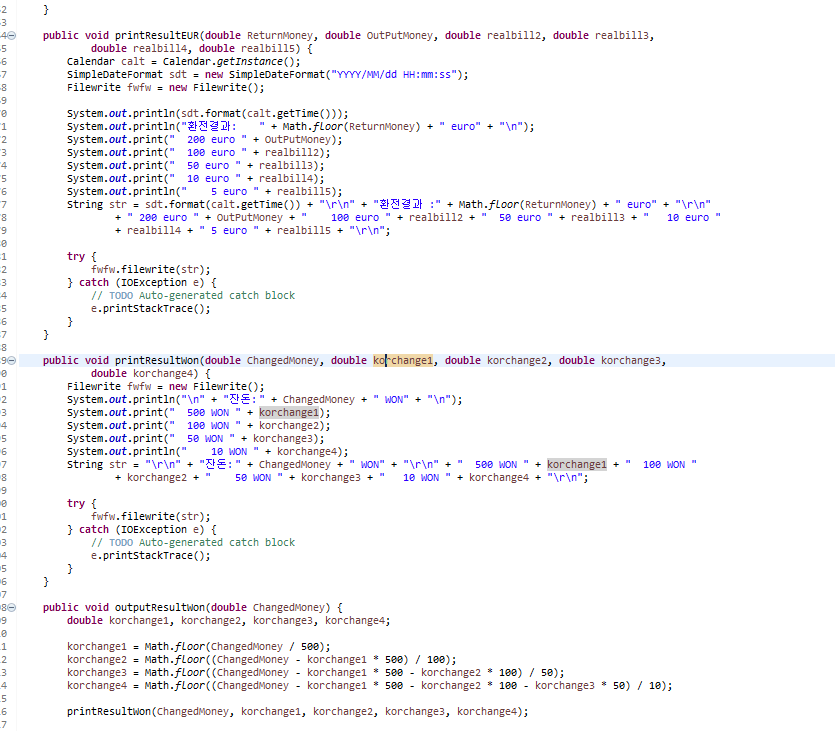 }
public void printResultEUR(double ReturnMoney, double OutPutMoney, double realbill2, double realbill3,
double realbill4, double realbill5) {
Calendar calt = Calendar.getInstance();
SimpleDateFormat sdt = new SimpleDateFormat("YYYY/MM/dd HH:mm:ss");
Filewrite fwfw = new Filewrite();
System.out.println(sdt.format(calt.getTime()));
System.out.println("환전결과:   " + Math.floor(ReturnMoney) + " euro" + "\n");
System.out.print("  200 euro " + OutPutMoney);
System.out.print("  100 euro " + realbill2);
System.out.print("  50 euro " + realbill3);
System.out.print("  10 euro " + realbill4);
System.out.println("    5 euro " + realbill5);
String str = sdt.format(calt.getTime()) + "\r\n" + "환전결과 :" + Math.floor(ReturnMoney) + " euro" + "\r\n"
+ " 200 euro " + OutPutMoney + "    100 euro " + realbill2 + "  50 euro " + realbill3 + "   10 euro "
+ realbill4 + " 5 euro " + realbill5 + "\r\n";
try {
fwfw.filewrite(str);
} catch (IOException e) {
// TODO Auto-generated catch block
e.printStackTrace();
}
}
public void printResultWon(double ChangedMoney, double korchange1, double korchange2, double korchange3,
double korchange4) {
Filewrite fwfw = new Filewrite();
System.out.println("\n" + "잔돈:" + ChangedMoney + " WON" + "\n");
System.out.print("  500 WON " + korchange1);
System.out.print("  100 WON " + korchange2);
System.out.print("  50 WON " + korchange3);
System.out.println("    10 WON " + korchange4);
String str = "\r\n" + "잔돈:" + ChangedMoney + " WON" + "\r\n" + "  500 WON " + korchange1 + "  100 WON "
+ korchange2 + "    50 WON " + korchange3 + "   10 WON " + korchange4 + "\r\n";
try {
fwfw.filewrite(str);
} catch (IOException e) {
// TODO Auto-generated catch block
e.printStackTrace();
}
}
public void outputResultWon(double ChangedMoney) {
double korchange1, korchange2, korchange3, korchange4;
korchange1 = Math.floor(ChangedMoney / 500);
korchange2 = Math.floor((ChangedMoney - korchange1 * 500) / 100);
korchange3 = Math.floor((ChangedMoney - korchange1 * 500 - korchange2 * 100) / 50);
korchange4 = Math.floor((ChangedMoney - korchange1 * 500 - korchange2 * 100 - korchange3 * 50) / 10);
printResultWon(ChangedMoney, korchange1, korchange2, korchange3, korchange4);